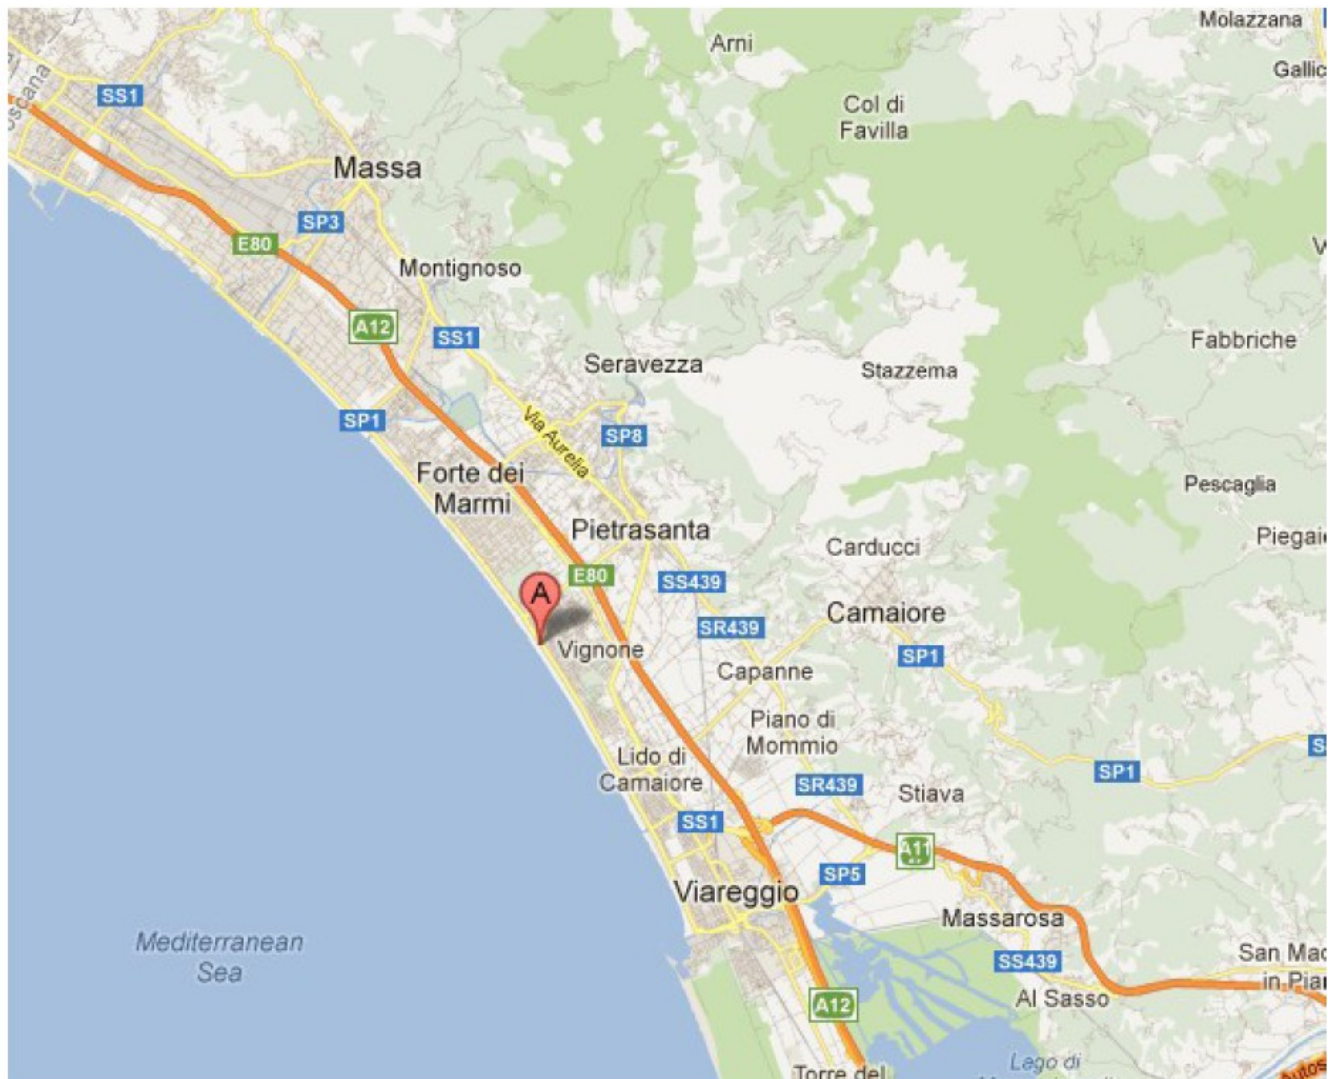 Molazzana
Arni
Gallic
oscana
SS1
Col di
Favilla
Massa
SP3
E80
Montignoso
A12
SS1
Fabbriche
Seravezza
Stazzema
SP1
Via Aurelia
SP8
Forte dei
Marmi
Pescaglia
Pietrasanta
Piegai
Carducci
E80
SS439
A
Camaiore
SR439
Vignone
SP1
Capanne
Piano di
Mommio
Lido di
Camaiore
SP1
SR439
Stiava
SS1
A11
SP5
Viareggio
Massarosa
Mediterranean
Sea
SS439
San Mac
in Pian
Al Sasso
A12
Lago di
Torre del
Autos